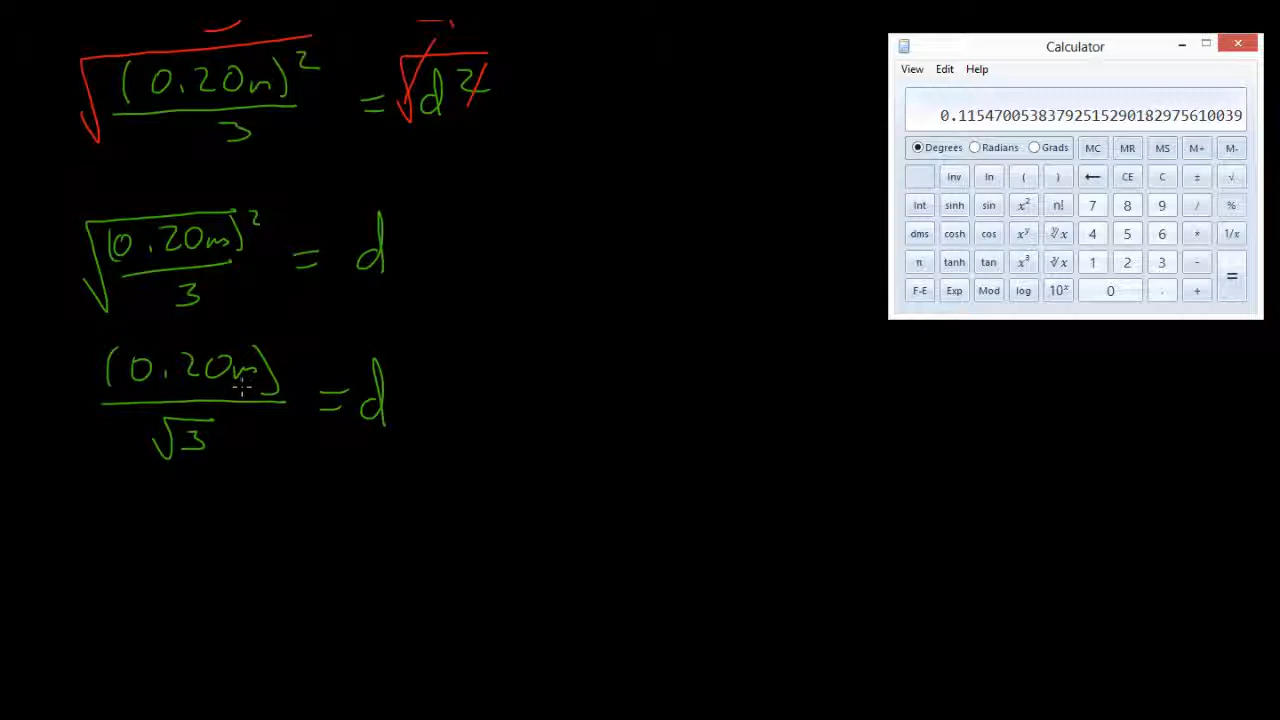 √((0.20m)²/3) = √d²
√((0.20m)²/3) = d
(0.20m)/√3 = d
Calculator
View Edit Help
0.11547005383792515290182975610039
Degrees Radians Grads MC MR MS M+ M-
Inv ln ( ) ← CE C ± √
Int sinh sin x² n! 7 8 9 / %
dms cosh cos xʸ ʸ√x 4 5 6 * 1/x
π tanh tan x³ ³√x 1 2 3 - =
F-E Exp Mod log 10ˣ 0 . +